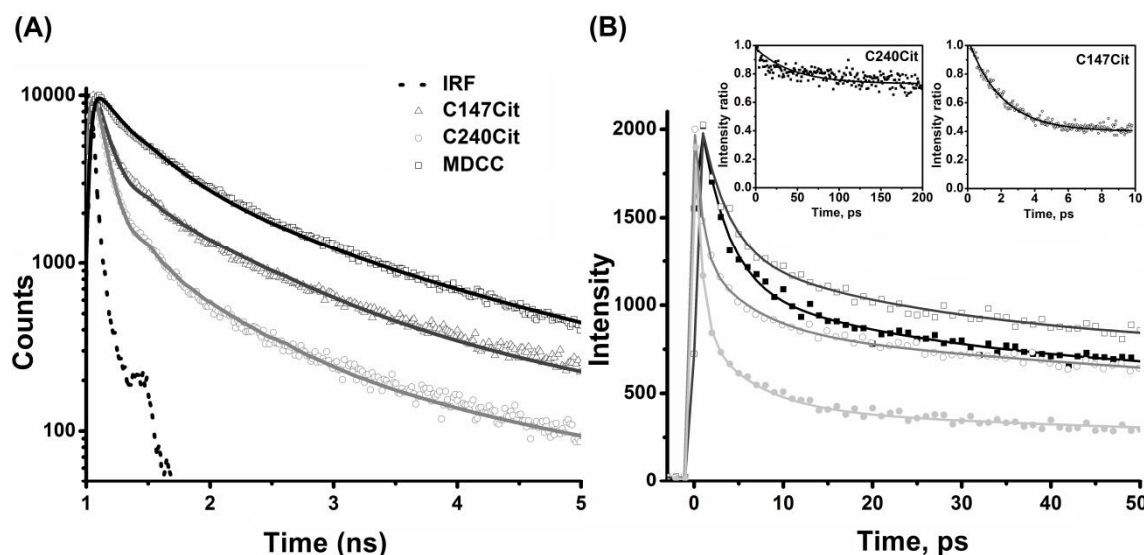 (A)
10000
1000
100
Counts
1
2
3
4
5
Time (ns)
IRF
C147Cit
C240Cit
MDCC
(B)
2000
1500
1000
500
0
Intensity
0
10
20
30
40
50
Time, ps
1.0
0.8
0.6
0.4
0.2
0.0
Intensity ratio
C240Cit
0
50
100
150
200
Time, ps
1.0
0.8
0.6
0.4
0.2
0.0
Intensity ratio
C147Cit
0
2
4
6
8
10
Time, ps